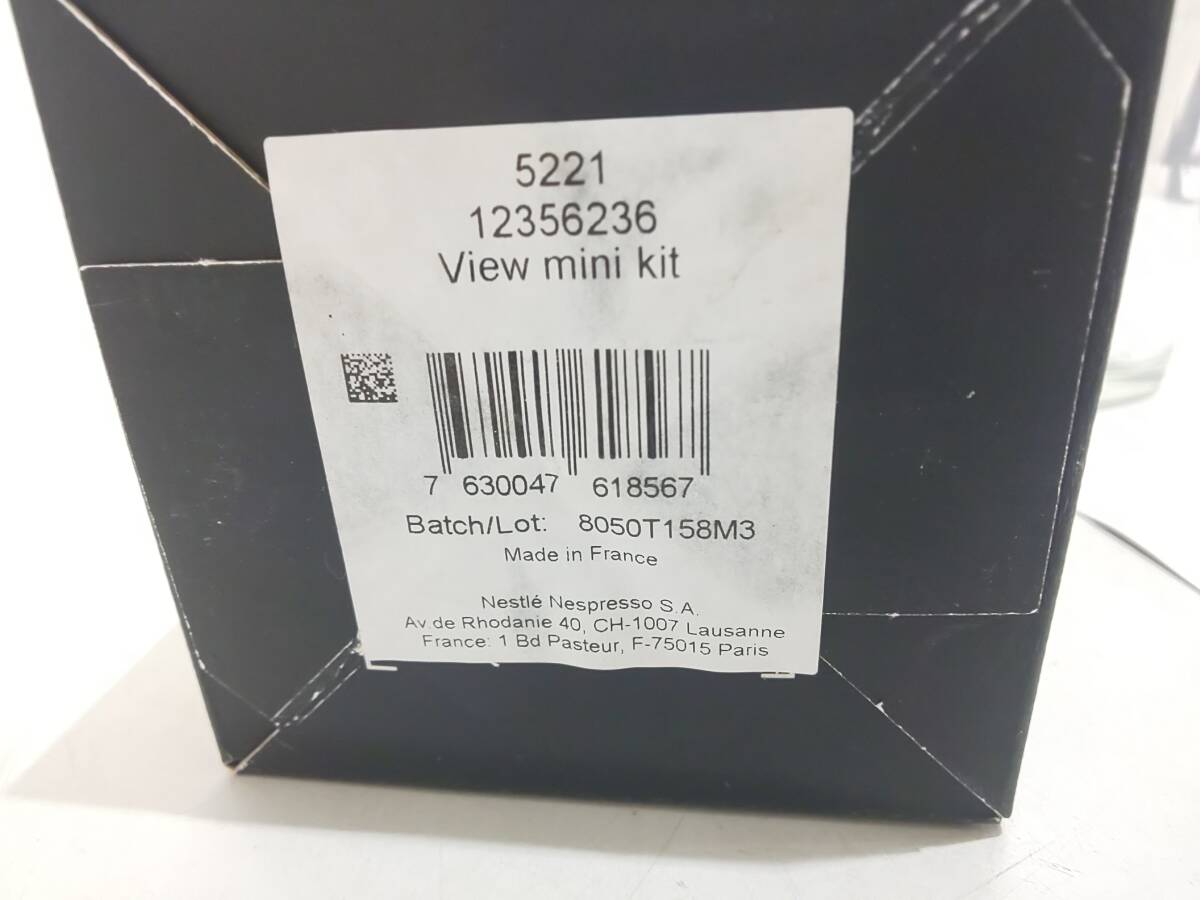 5221
12356236
View mini kit
7 630047 618567
Batch/Lot: 8050T158M3
Made in France
Nestlé Nespresso S.A.
Av.de Rhodanie 40, CH-1007 Lausanne
France: 1 Bd Pasteur, F-75015 Paris